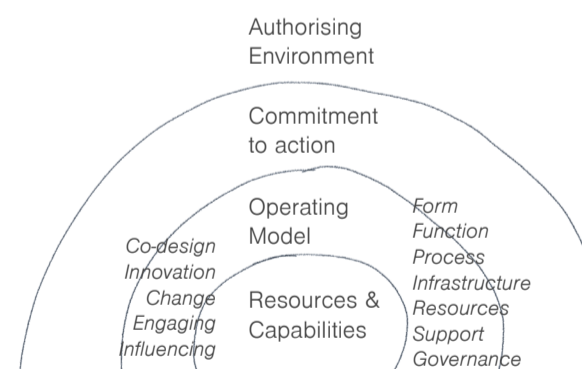 Authorising
Environment
Commitment
to action
Operating
Model
Resources &
Capabilities
Co-design
Innovation
Change
Engaging
Influencing
Form
Function
Process
Infrastructure
Resources
Support
Governance